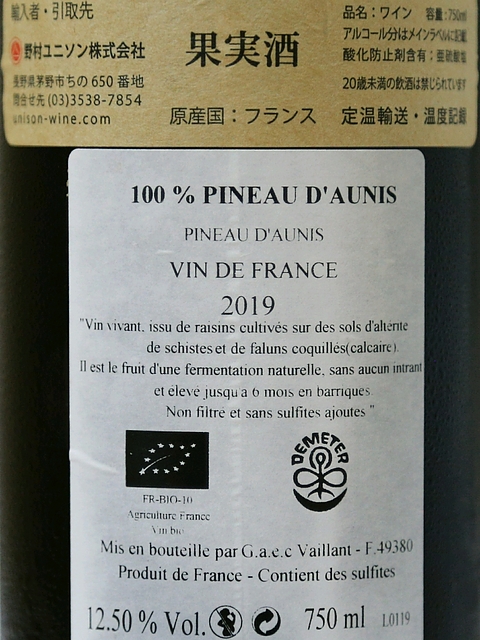 輸入者・引取先
野村ユニソン株式会社
長野県茅野市ちの 650 番地
問合せ先 (03)3538-7854
unison-wine.com
果実酒
原産国：フランス
品名：ワイン 容量：750ml
アルコール分はメインラベルに記載
酸化防止剤含有：亜硫酸塩
20歳未満の飲酒は禁じられています
定温輸送・温度記録
100 % PINEAU D'AUNIS
PINEAU D'AUNIS
VIN DE FRANCE
2019
"Vin vivant, issu de raisins cultivés sur des sols d'altérite
de schistes et de faluns coquillés(calcaire).
Il est le fruit d'une fermentation naturelle, sans aucun intrant
et élevé jusqu'a 6 mois en barriques.
Non filtré et sans sulfites ajoutes "
DEMETER
FR-BIO-10
Agriculture France
Vin bio
Mis en bouteille par G.a.e.c Vaillant - F.49380
Produit de France - Contient des sulfites
12.50 % Vol. 750 ml L0119